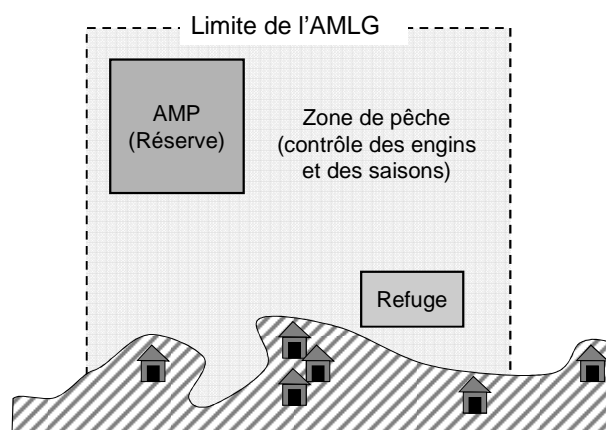 Limite de l'AMLG
AMP
(Réserve)
Zone de pêche
(contrôle des engins
et des saisons)
Refuge